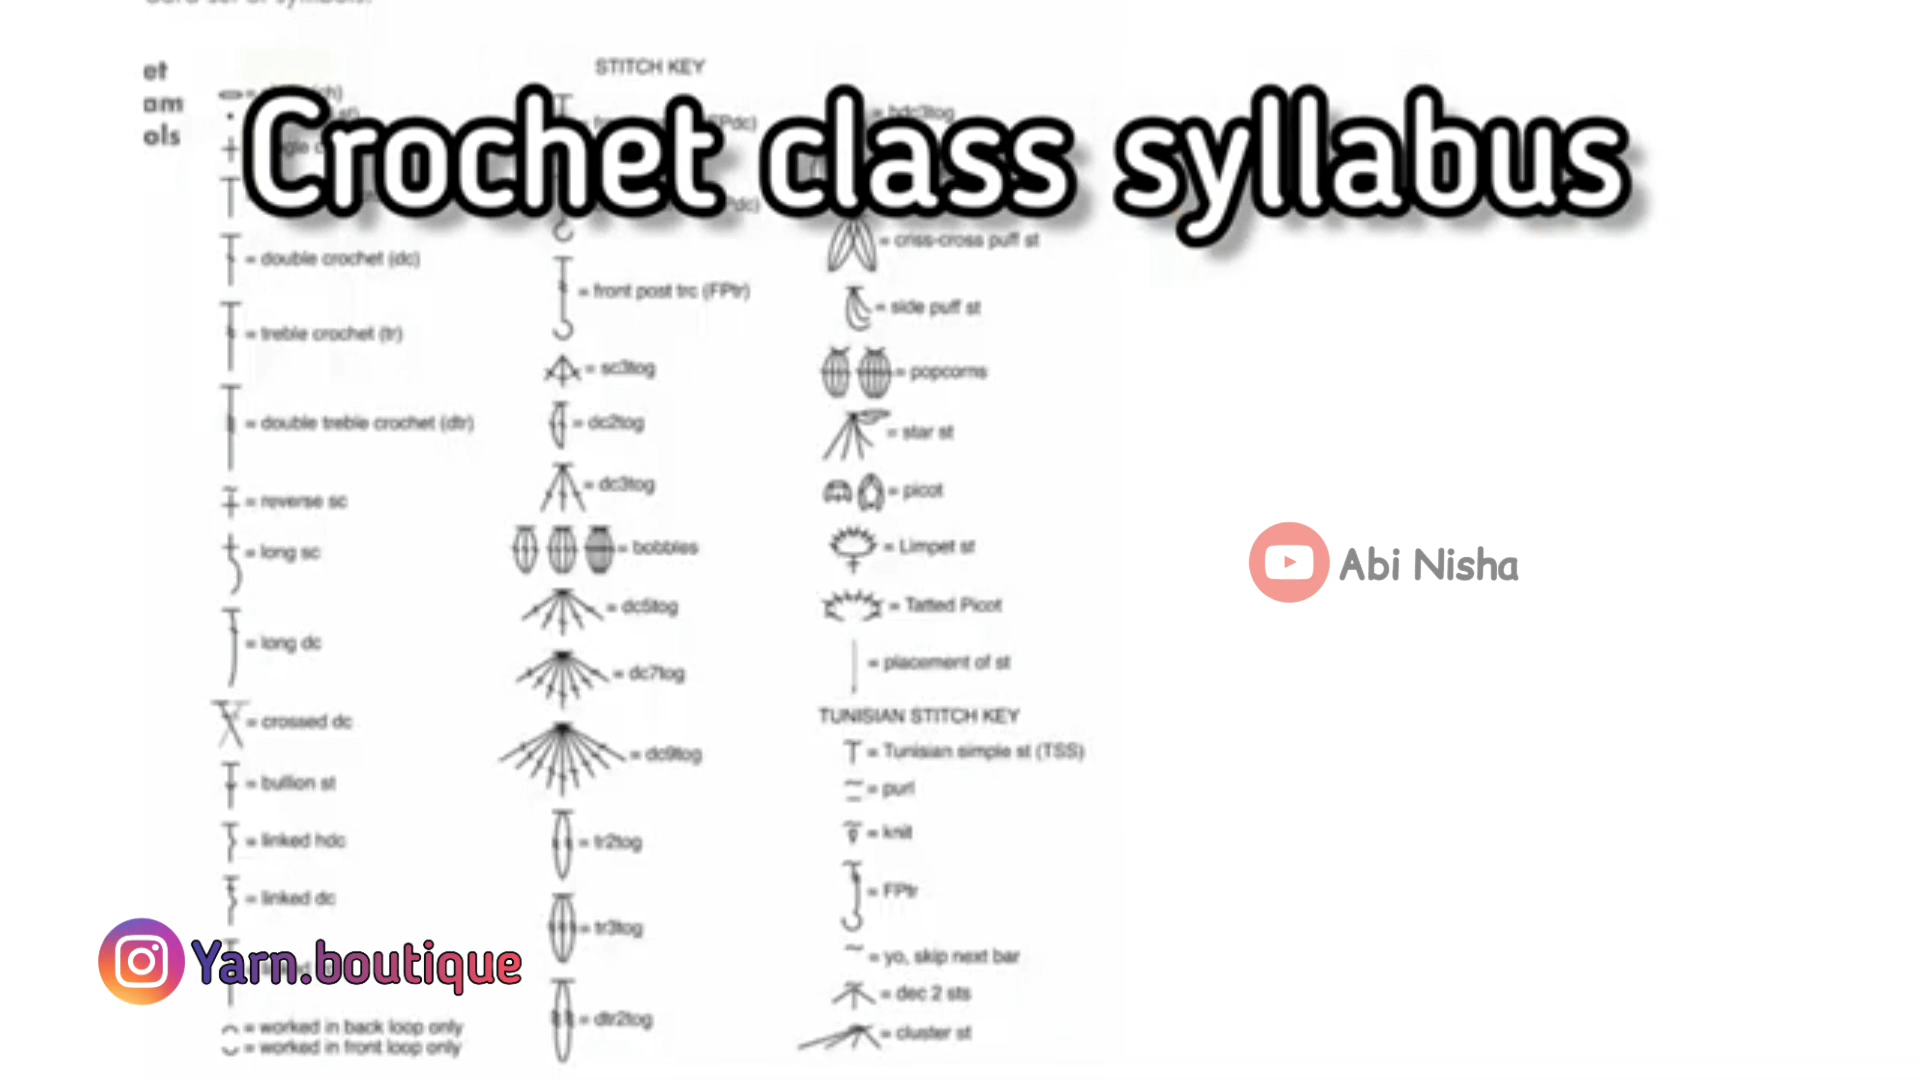 et
am
ols
Crochet class syllabus
STITCH KEY
= double crochet (dc)
= treble crochet (tr)
= double treble crochet (dtr)
= reverse sc
= long sc
= long dc
= crossed dc
= bullion st
= linked hdc
= linked dc
= worked in back loop only
= worked in front loop only
= front post trc (FPtr)
= sc3tog
= dc2tog
= dc3tog
= bobbles
= dc5tog
= dc7tog
= dc9tog
= tr2tog
= tr3tog
= dtr2tog
= hdc3tog
= criss-cross puff st
= side puff st
= popcorns
= star st
= picot
= Limpet st
= Tatted Picot
= placement of st
TUNISIAN STITCH KEY
= Tunisian simple st (TSS)
= purl
= knit
= FPtr
= yo, skip next bar
= dec 2 sts
= cluster st
Abi Nisha
Yarn.boutique